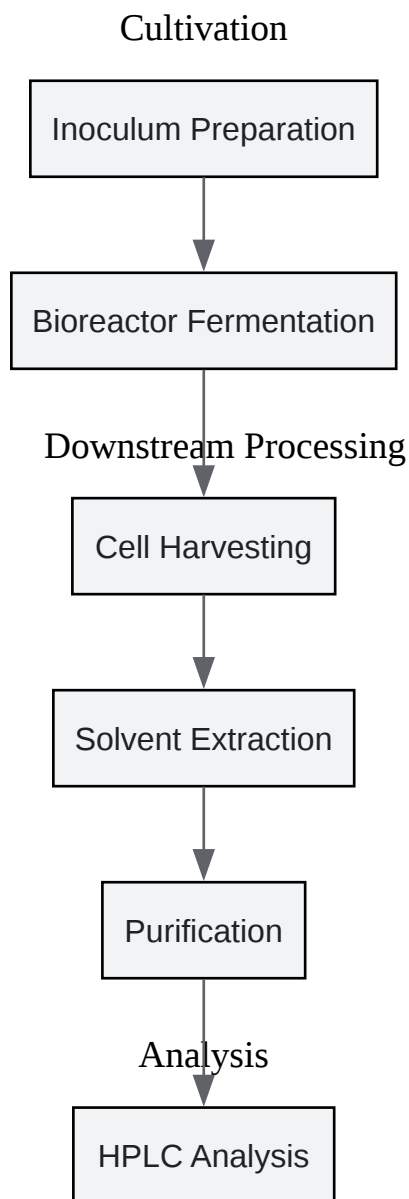 Cultivation
Inoculum Preparation
Bioreactor Fermentation
Downstream Processing
Cell Harvesting
Solvent Extraction
Purification
Analysis
HPLC Analysis